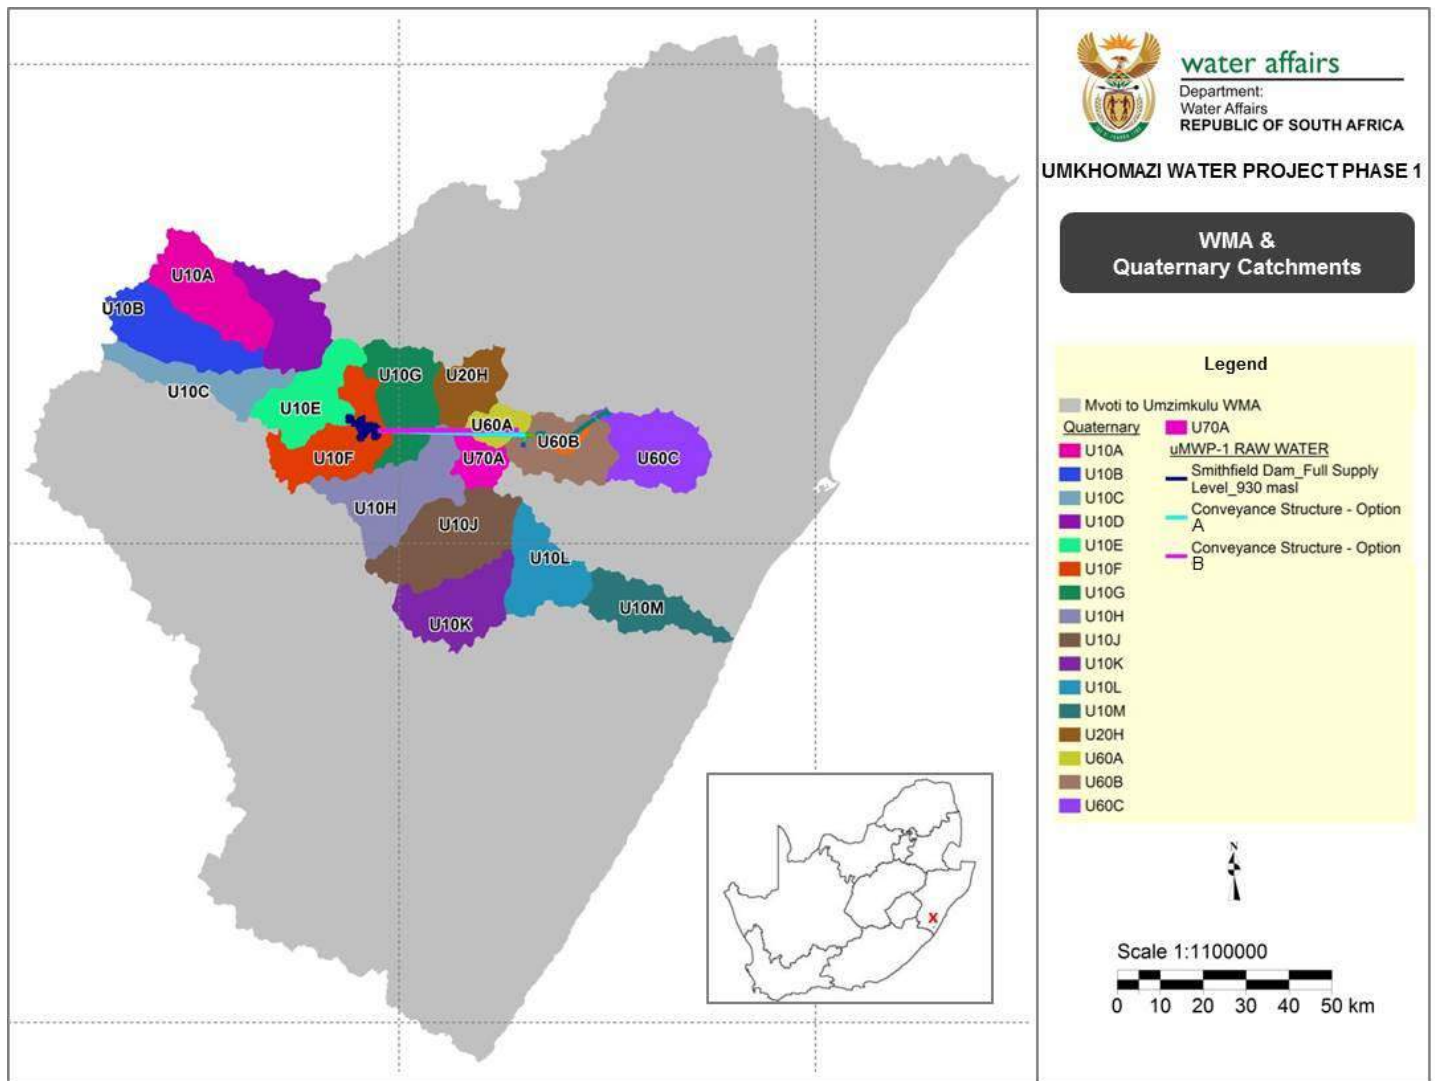 U10A
U10B
U10C
U10E
U10G
U20H
U60A
U60B
U60C
U10F
U70A
U10H
U10J
U10L
U10K
U10M
X
water affairs
Department:
Water Affairs
REPUBLIC OF SOUTH AFRICA
UMKHOMAZI WATER PROJECT PHASE 1
WMA &
Quaternary Catchments
Legend
Mvoti to Umzimkulu WMA
Quaternary
U10A
U10B
U10C
U10D
U10E
U10F
U10G
U10H
U10J
U10K
U10L
U10M
U20H
U60A
U60B
U60C
U70A
uMWP-1 RAW WATER
Smithfield Dam_Full Supply
Level_930 masl
Conveyance Structure - Option
A
Conveyance Structure - Option
B
N
Scale 1:1100000
0 10 20 30 40 50 km